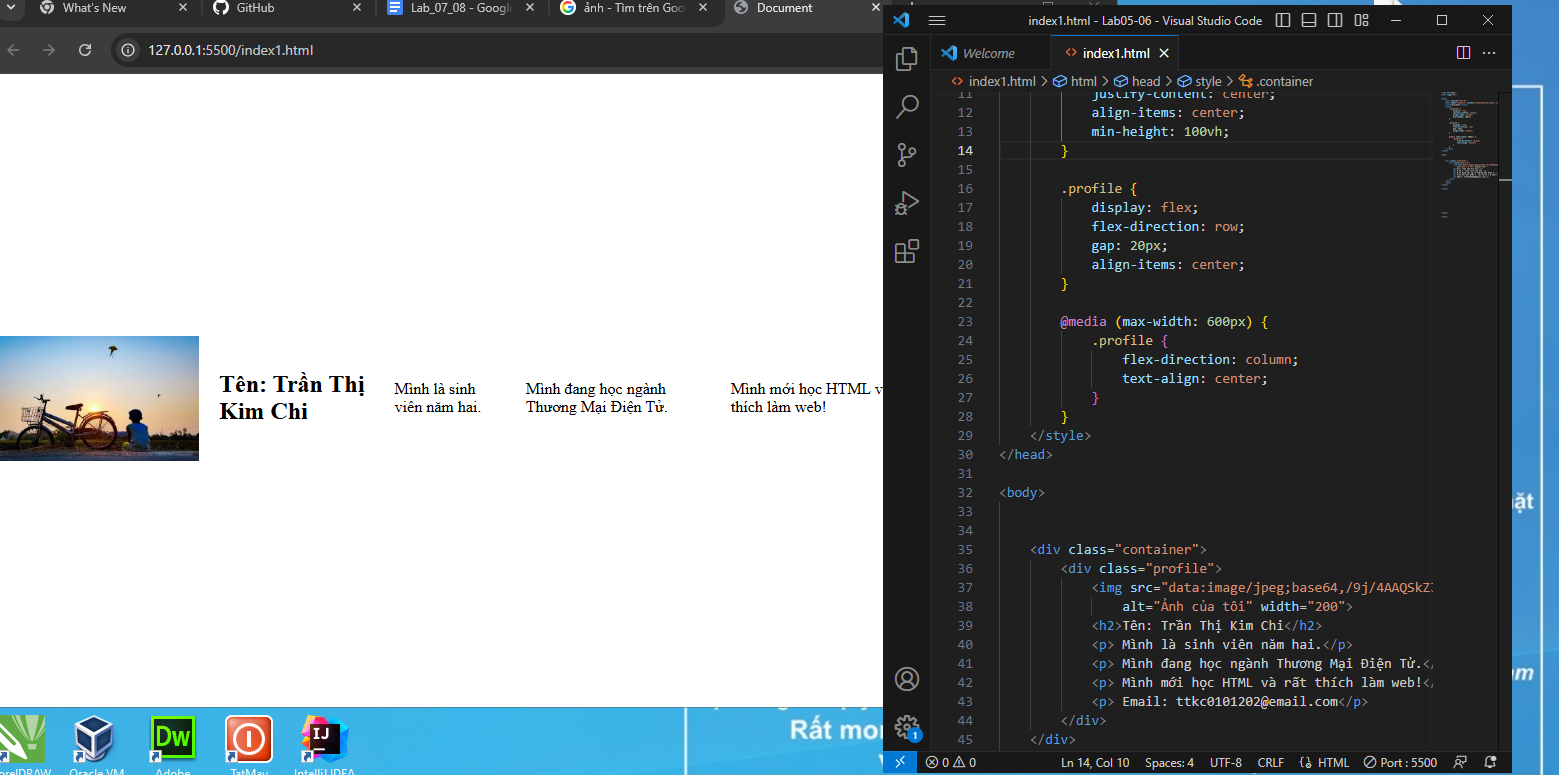 What's New
GitHub
Lab_07_08 - Google
ảnh - Tìm trên Goo
Document
127.0.0.1:5500/index1.html
Tên: Trần Thị
Kim Chi
Mình là sinh
viên năm hai.
Mình đang học ngành
Thương Mại Điện Tử.
Mình mới học HTML v
thích làm web!
index1.html - Lab05-06 - Visual Studio Code
Welcome
index1.html
index1.html > html > head > style > .container
11 justify-content: center;
12 align-items: center;
13 min-height: 100vh;
14 }
15
16 .profile {
17 display: flex;
18 flex-direction: row;
19 gap: 20px;
20 align-items: center;
21 }
22
23 @media (max-width: 600px) {
24 .profile {
25 flex-direction: column;
26 text-align: center;
27 }
28 }
29 </style>
30 </head>
31
32 <body>
33
34
35 <div class="container">
36 <div class="profile">
37 <img src="data:image/jpeg;base64,/9j/4AAQSkZJ
38 alt="Ảnh của tôi" width="200">
39 <h2>Tên: Trần Thị Kim Chi</h2>
40 <p> Mình là sinh viên năm hai.</p>
41 <p> Mình đang học ngành Thương Mại Điện Tử.</
42 <p> Mình mới học HTML và rất thích làm web!</
43 <p> Email: ttkc0101202@email.com</p>
44 </div>
45 </div>
1
0 0
Ln 14, Col 10
Spaces: 4
UTF-8
CRLF
HTML
Port : 5500
Dw
IJ
orelDRAW
Oracle VM
Adobe
TatMay
IntelliJ IDEA
Rất mo